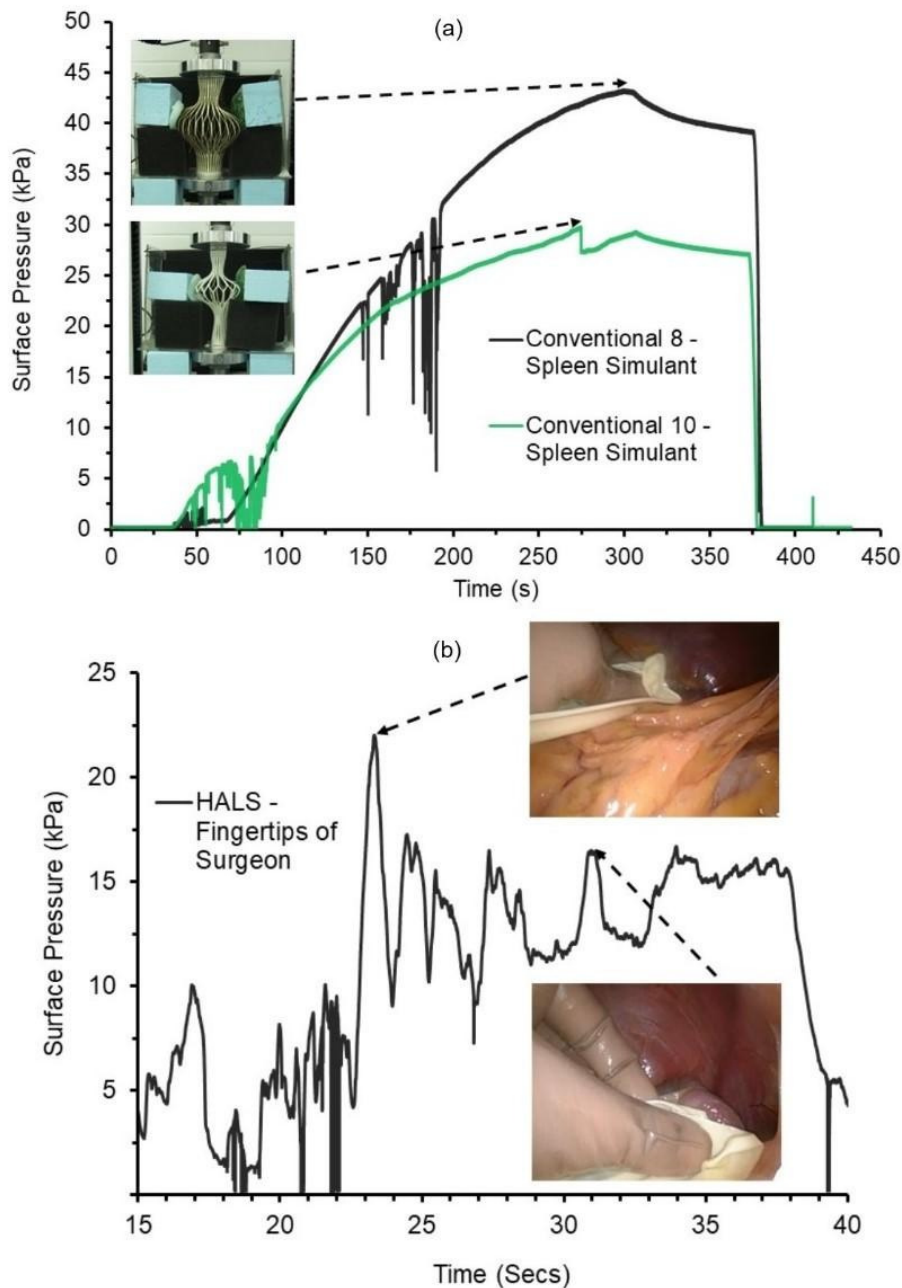 (a)
50
45
40
35
30
25
20
15
10
5
0
Surface Pressure (kPa)
Conventional 8 -
Spleen Simulant
Conventional 10 -
Spleen Simulant
0 50 100 150 200 250 300 350 400 450
Time (s)
(b)
25
20
15
10
5
Surface Pressure (kPa)
HALS -
Fingertips of
Surgeon
15 20 25 30 35 40
Time (Secs)